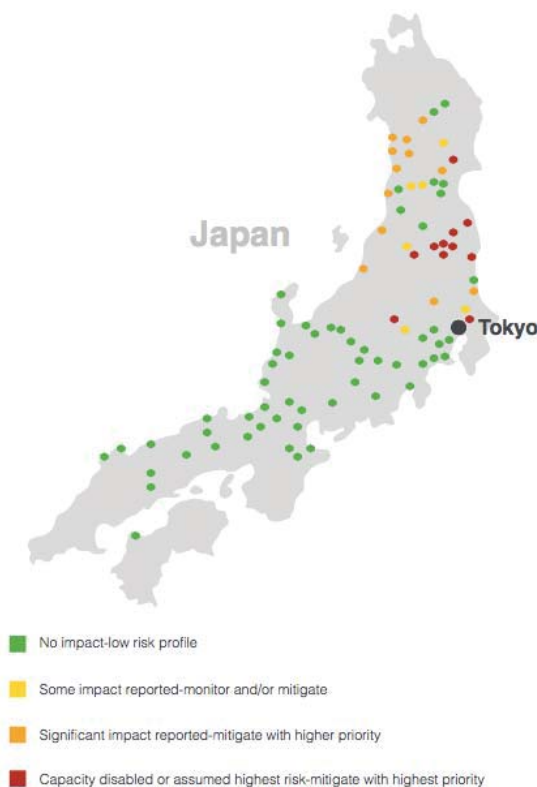 Japan
Tokyo
No impact-low risk profile
Some impact reported-monitor and/or mitigate
Significant impact reported-mitigate with higher priority
Capacity disabled or assumed highest risk-mitigate with highest priority